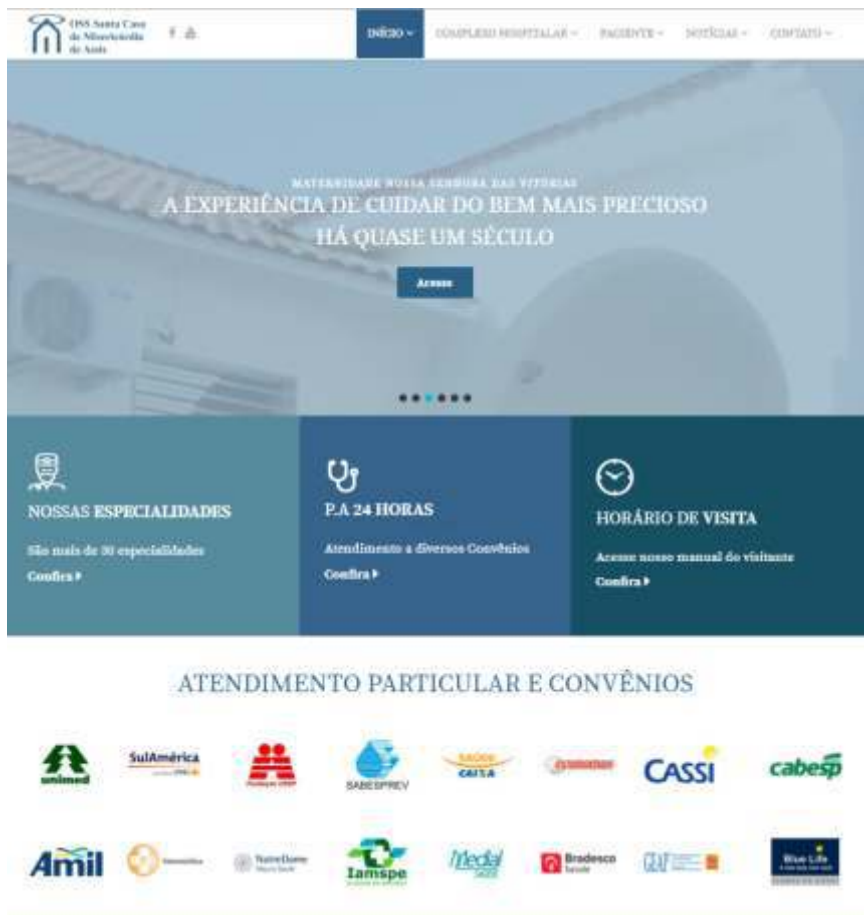 OSS Santa Casa
de Misericórdia
de Assis
INÍCIO
COMPLEXO HOSPITALAR
PACIENTE
NOTÍCIAS
CONTATO
MATERNIDADE NOSSA SENHORA DAS VITÓRIAS
A EXPERIÊNCIA DE CUIDAR DO BEM MAIS PRECIOSO
HÁ QUASE UM SÉCULO
Acesse
NOSSAS ESPECIALIDADES
São mais de 30 especialidades
Confira
P.A 24 HORAS
Atendimento a diversos Convênios
Confira
HORÁRIO DE VISITA
Acesse nosso manual do visitante
Confira
ATENDIMENTO PARTICULAR E CONVÊNIOS
unimed
SulAmérica
SABESPREV
SAÚDE
CAIXA
CASSI
cabesp
Amil
NotreDame
Iamspe
Medial
Bradesco
Saúde
GEAP
Blue Life